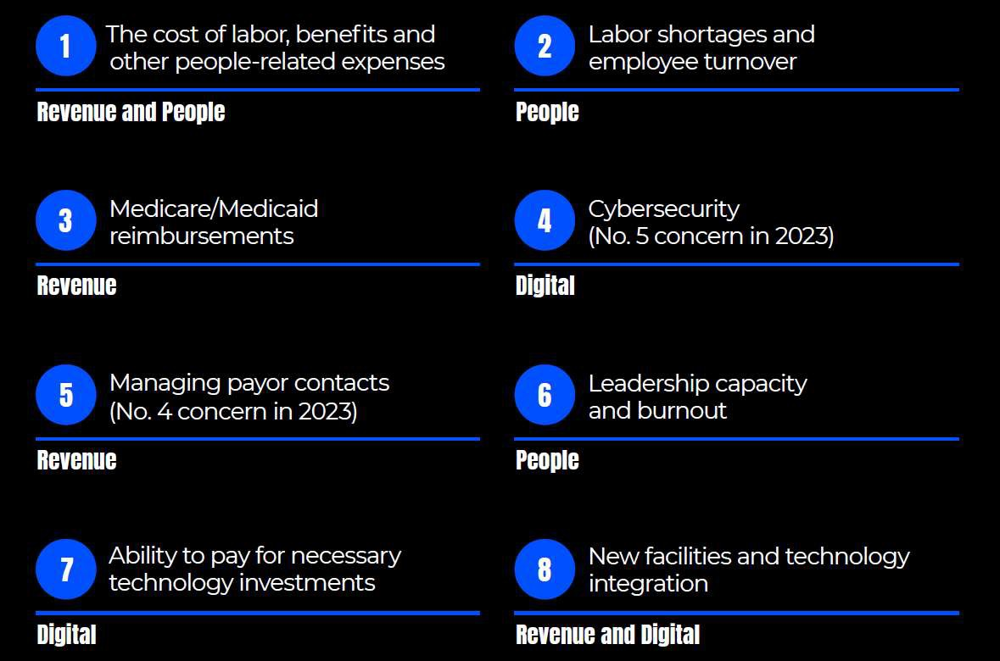 1
The cost of labor, benefits and
other people-related expenses
Revenue and People
2
Labor shortages and
employee turnover
People
3
Medicare/Medicaid
reimbursements
Revenue
4
Cybersecurity
(No. 5 concern in 2023)
Digital
5
Managing payor contacts
(No. 4 concern in 2023)
Revenue
6
Leadership capacity
and burnout
People
7
Ability to pay for necessary
technology investments
Digital
8
New facilities and technology
integration
Revenue and Digital